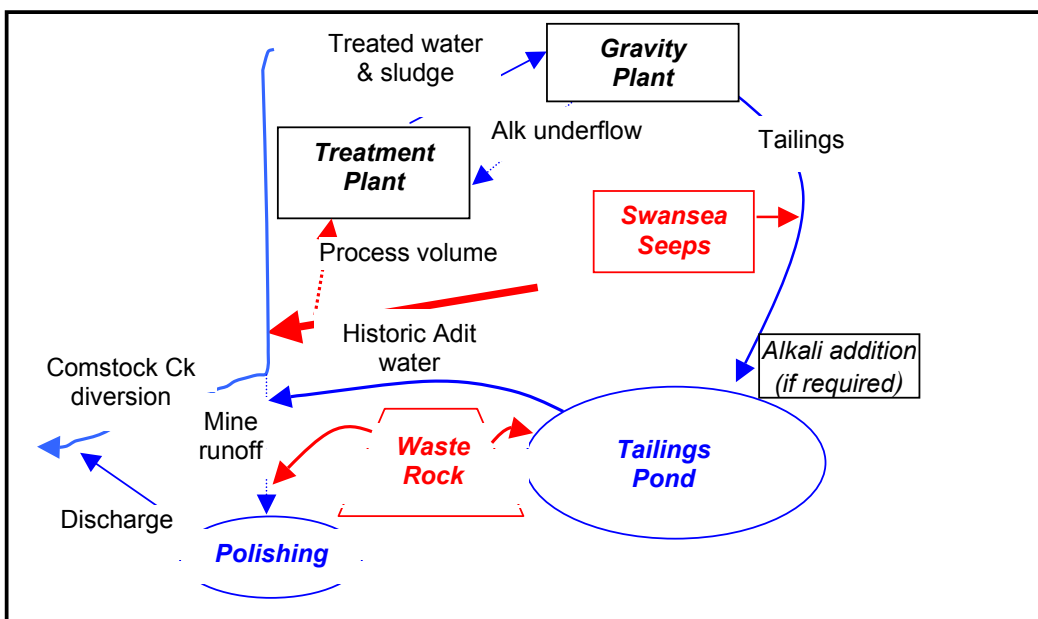 Treated water
& sludge
Gravity
Plant
Alk underflow
Tailings
Treatment
Plant
Swansea
Seeps
Process volume
Historic Adit
water
Alkali addition
(if required)
Comstock Ck
diversion
Mine
runoff
Waste
Rock
Tailings
Pond
Discharge
Polishing